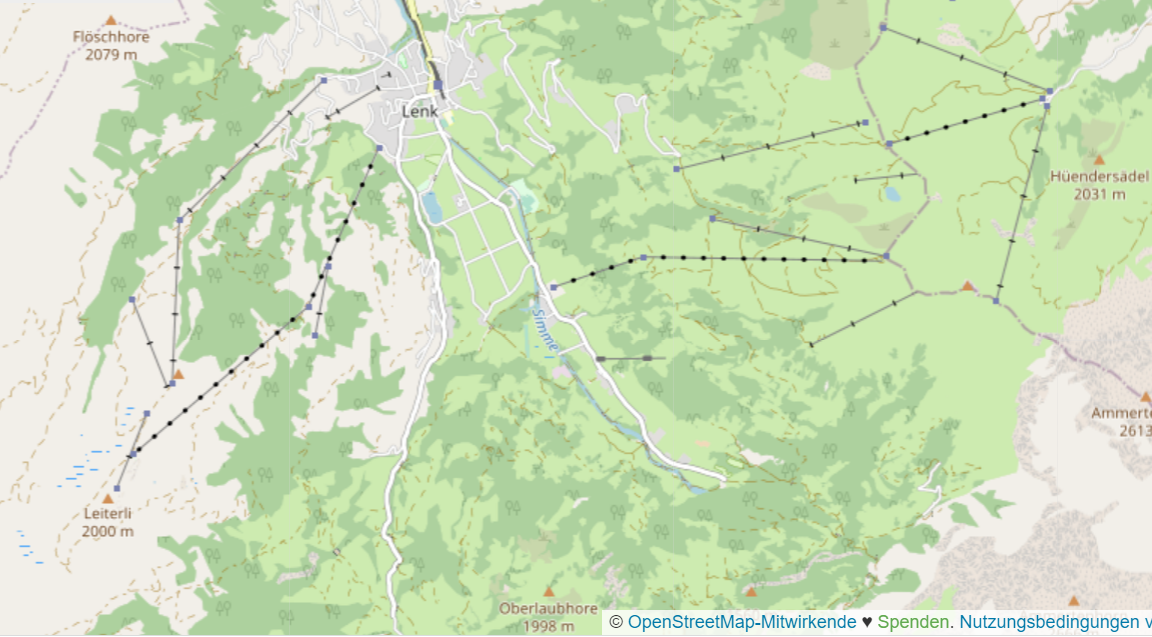 Flöschhore
2079 m
Lenk
Hüendersädel
2031 m
Simme
Leiterli
2000 m
Ammerte
2613
Oberlaubhore
1998 m
© OpenStreetMap-Mitwirkende ♥ Spenden. Nutzungsbedingungen v